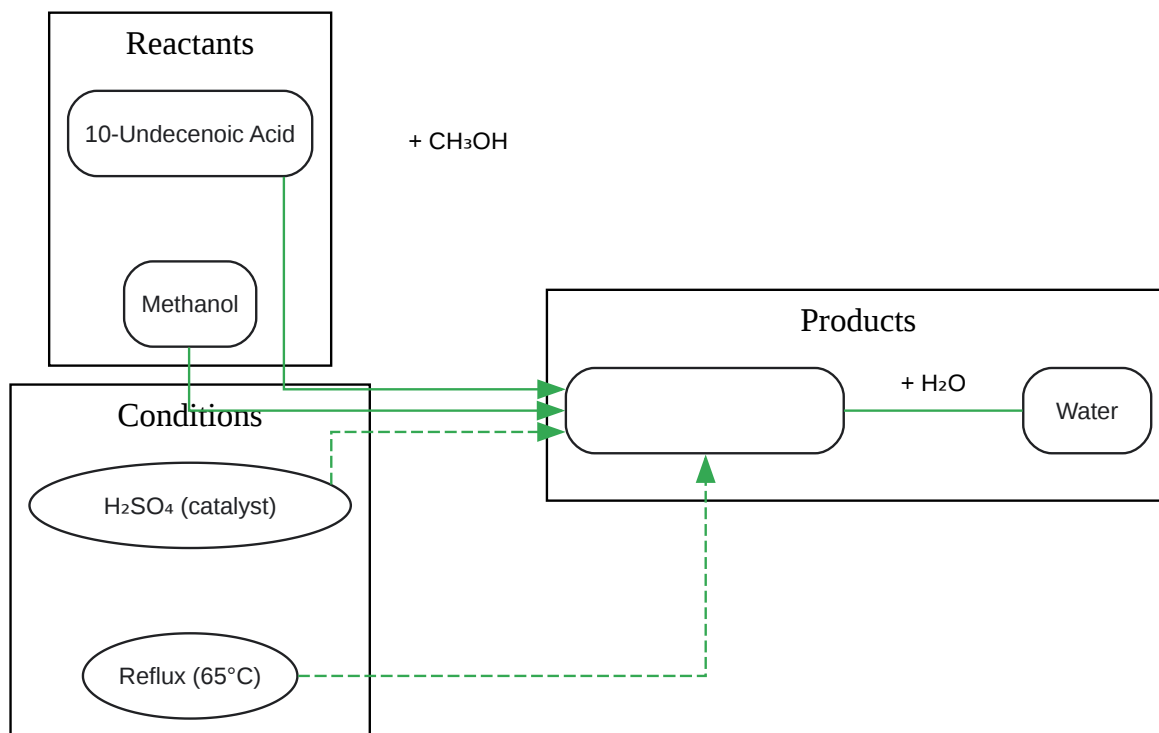 Reactants
10-Undecenoic Acid
+ CH₃OH
Methanol
Products
+ H₂O
Water
Conditions
H₂SO₄ (catalyst)
Reflux (65°C)